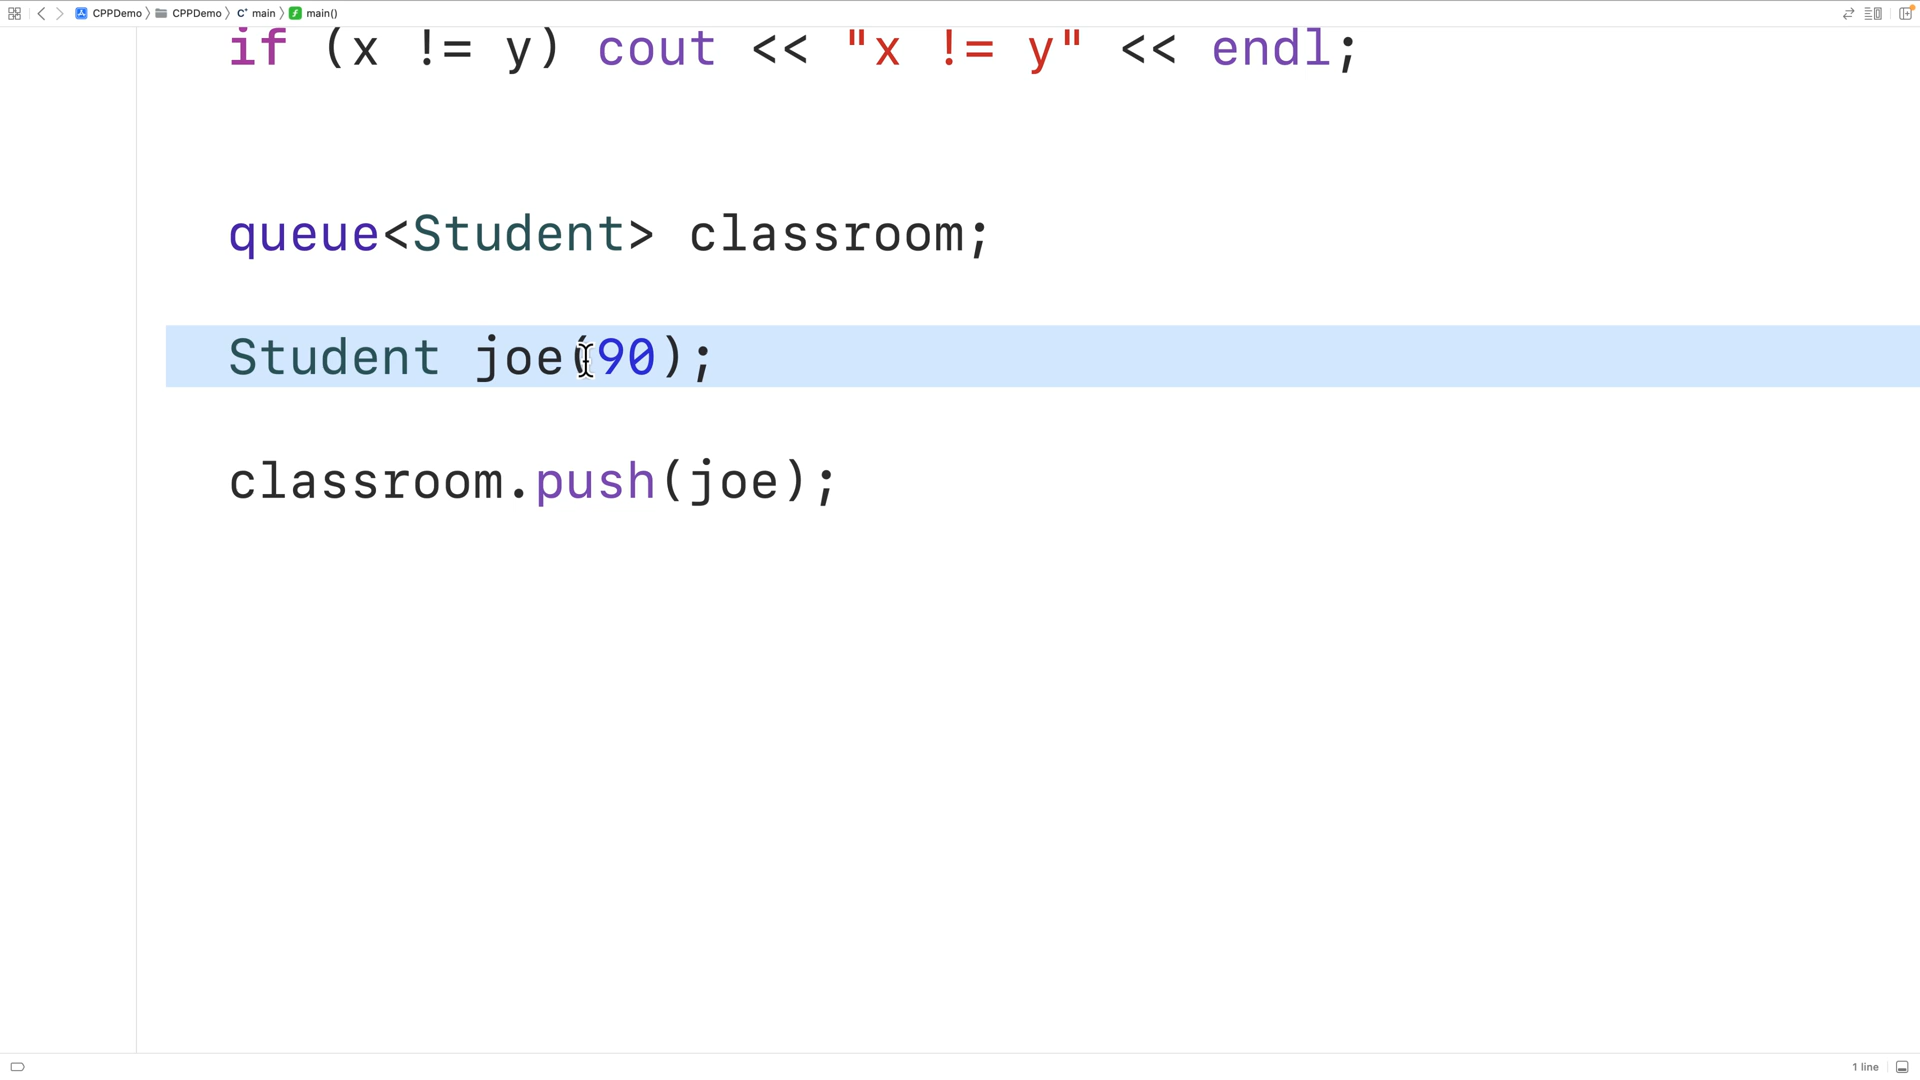 CPPDemo 〉 CPPDemo 〉 C⁺ main 〉 f main()
if (x != y) cout << "x != y" << endl;
queue<Student> classroom;
Student joe(90);
classroom.push(joe);
1 line